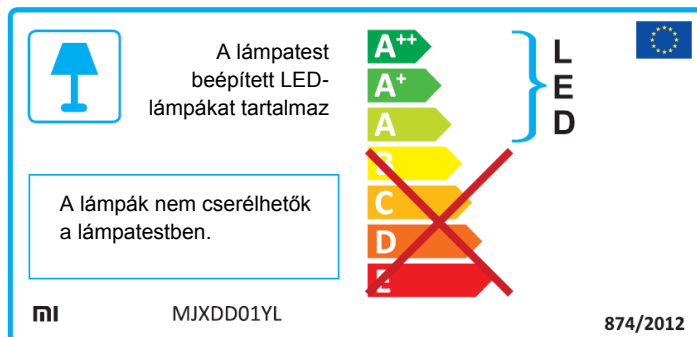 A lámpatest
beépített LED-
lámpákat tartalmaz
A++
A+
A
B
C
D
E
L
E
D
A lámpák nem cserélhetők
a lámpatestben.
mi
MJXDD01YL
874/2012